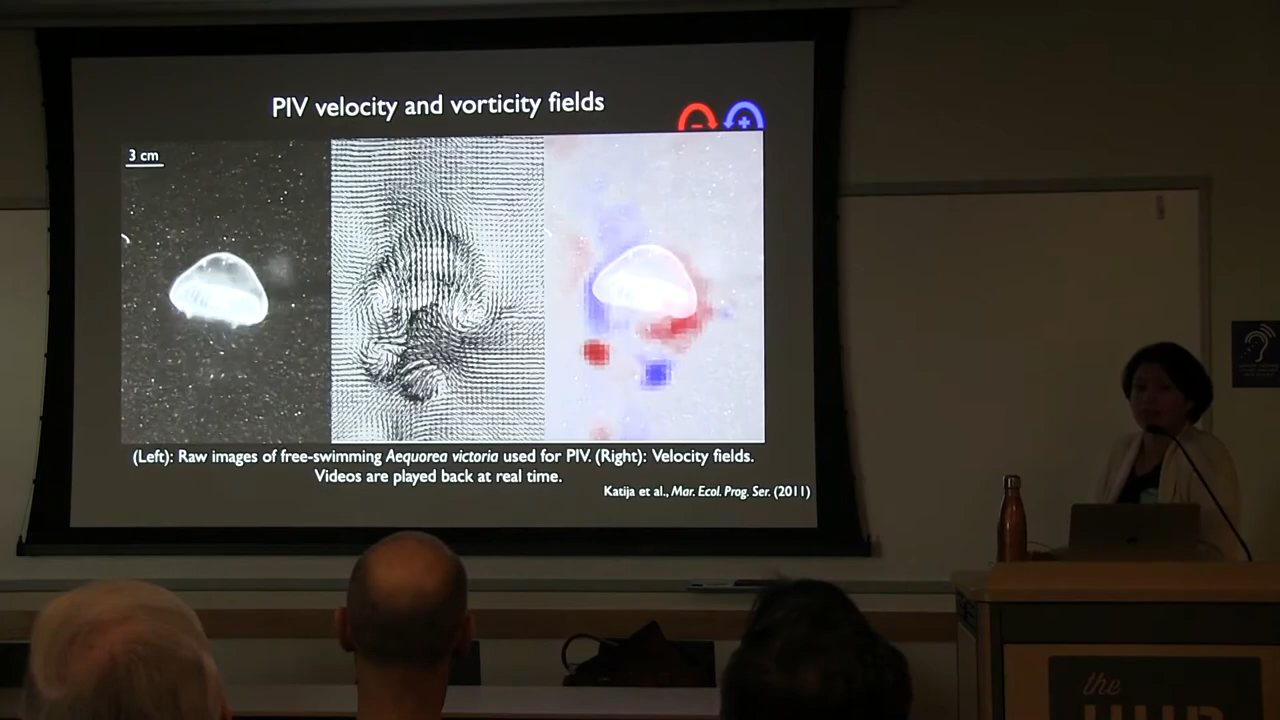 PIV velocity and vorticity fields
− +
3 cm
(Left): Raw images of free-swimming Aequorea victoria used for PIV. (Right): Velocity fields.
Videos are played back at real time.
Katija et al., Mar. Ecol. Prog. Ser. (2011)
the
HUB